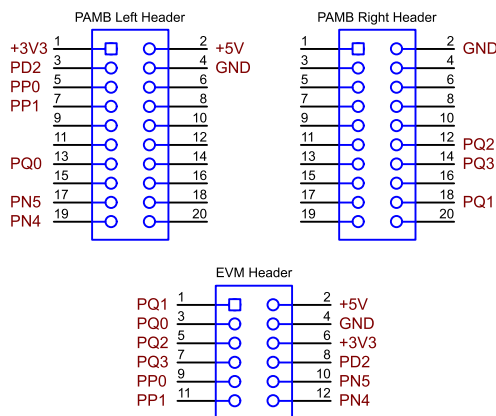 PAMB Left Header
+3V3 1 2 +5V
PD2 3 4 GND
PP0 5 6
PP1 7 8
9 10
11 12
PQ0 13 14
15 16
PN5 17 18
PN4 19 20
PAMB Right Header
1 2 GND
3 4
5 6
7 8
9 10
11 12 PQ2
13 14 PQ3
15 16
17 18 PQ1
19 20
EVM Header
PQ1 1 2 +5V
PQ0 3 4 GND
PQ2 5 6 +3V3
PQ3 7 8 PD2
PP0 9 10 PN5
PP1 11 12 PN4